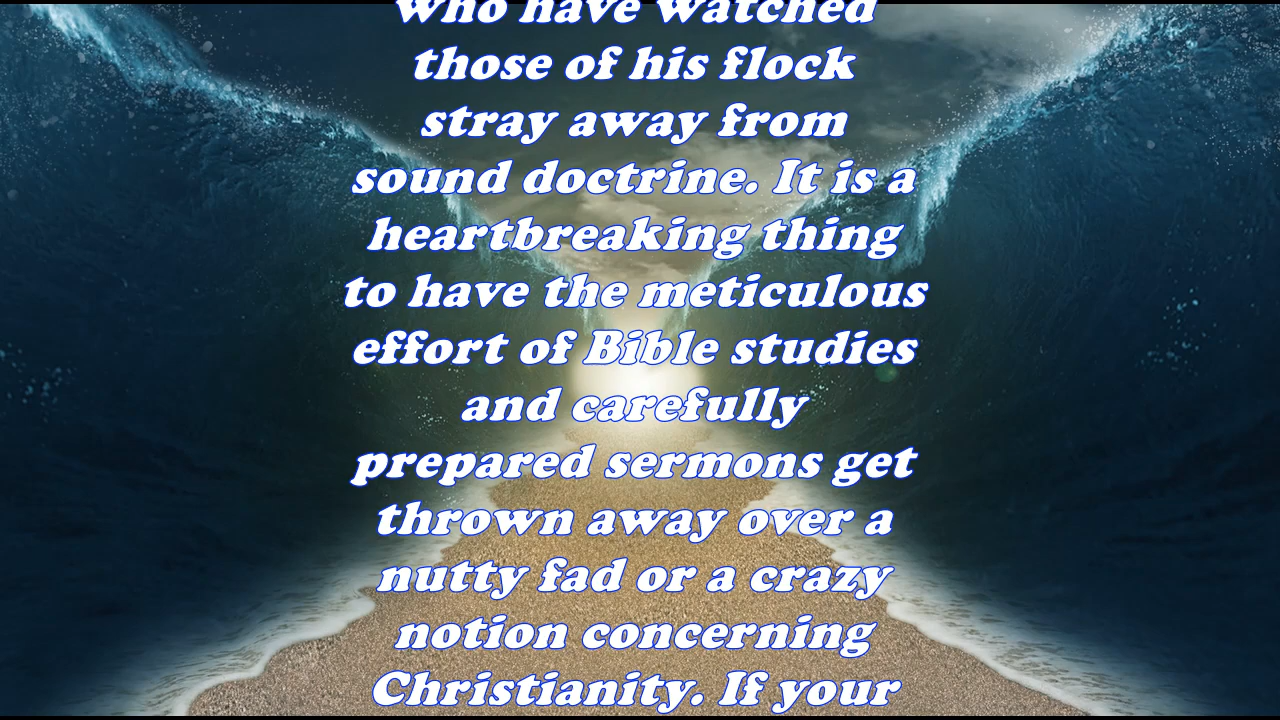 who have watched
those of his flock
stray away from
sound doctrine. It is a
heartbreaking thing
to have the meticulous
effort of Bible studies
and carefully
prepared sermons get
thrown away over a
nutty fad or a crazy
notion concerning
Christianity. If your